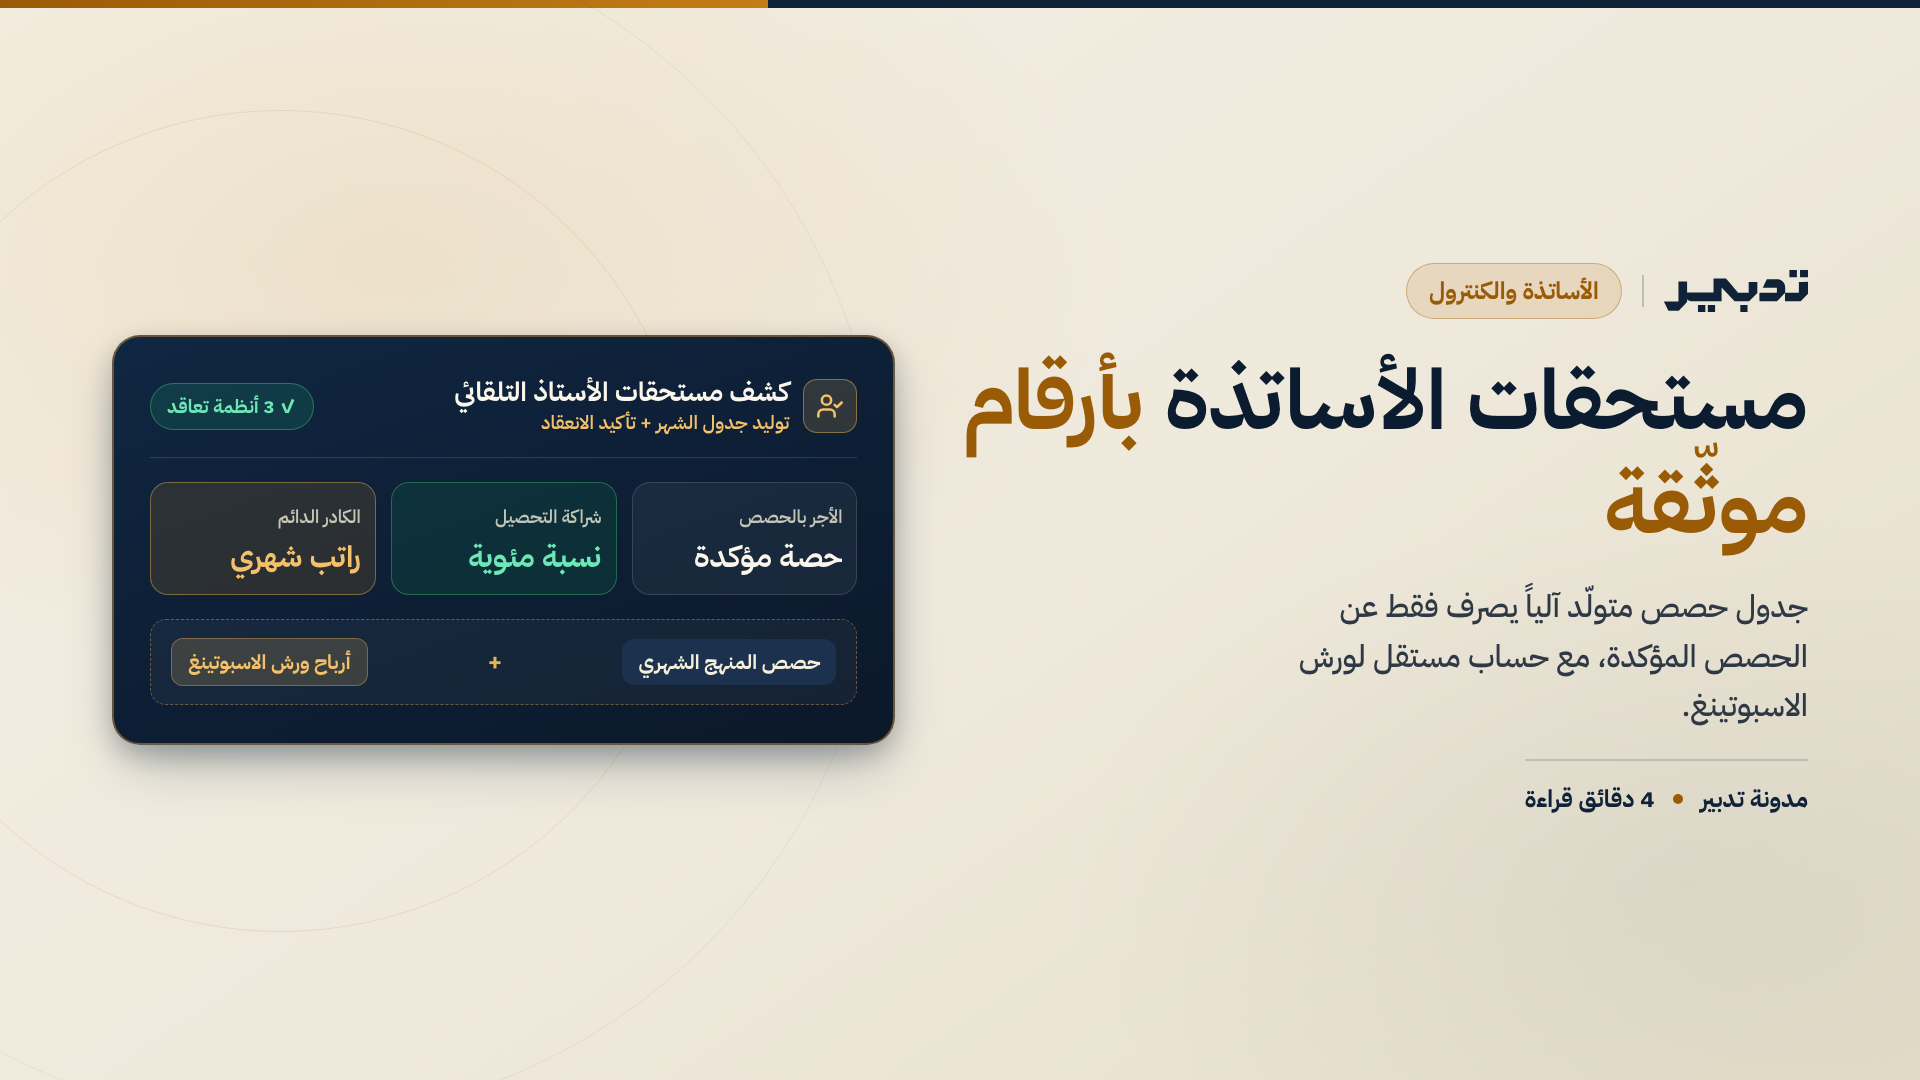 تدبير
الأساتذة والكنترول
مستحقات الأساتذة بأرقام
موثّقة
جدول حصص متولّد آلياً يصرف فقط عن
الحصص المؤكدة، مع حساب مستقل لورش
الاسبوتينغ.
مدونة تدبير • 4 دقائق قراءة
كشف مستحقات الأستاذ التلقائي
توليد جدول الشهر + تأكيد الانعقاد
✓ 3 أنظمة تعاقد
الأجر بالحصص
حصة مؤكدة
شراكة التحصيل
نسبة مئوية
الكادر الدائم
راتب شهري
حصص المنهج الشهري + أرباح ورش الاسبوتينغ